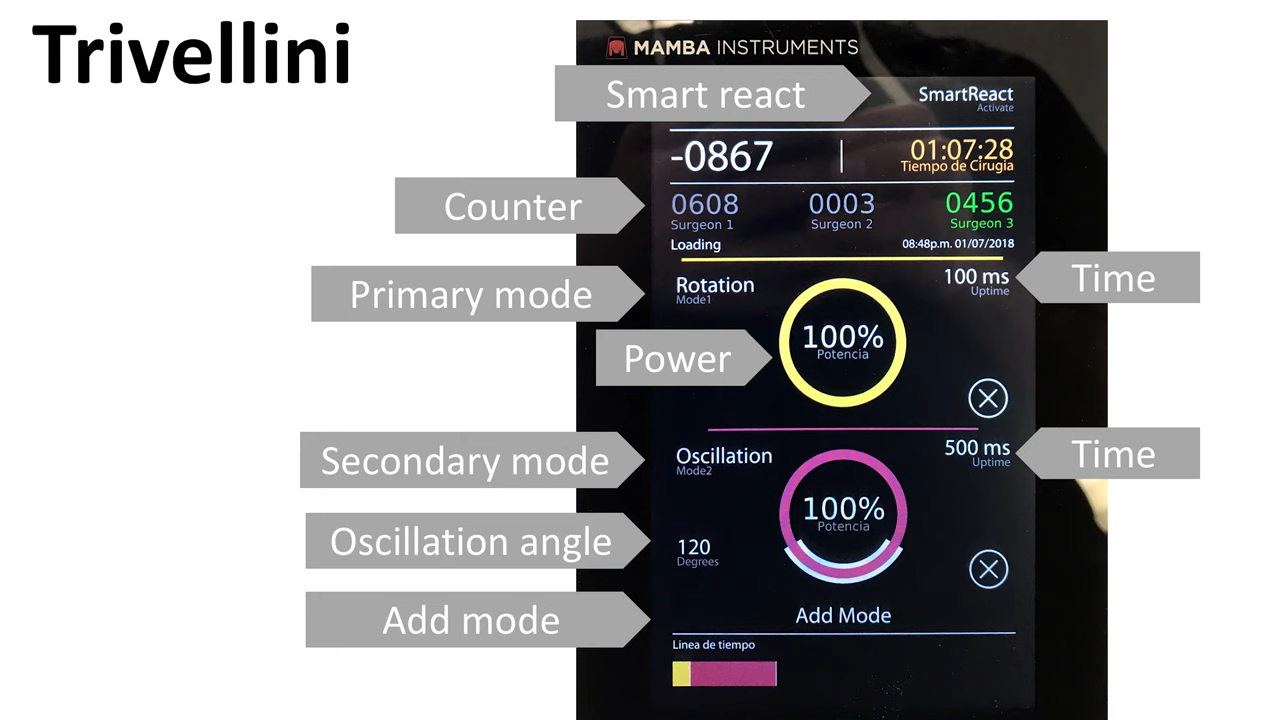 Trivellini
MAMBA INSTRUMENTS
Smart react
SmartReact
Activate
-0867
01:07:28
Tiempo de Cirugía
Counter
0608
Surgeon 1
0003
Surgeon 2
0456
Surgeon 3
Loading
08:48p.m. 01/07/2018
Primary mode
Rotation
Mode1
100 ms
Uptime
Time
Power
100%
Potencia
Secondary mode
Oscillation
Mode2
500 ms
Uptime
Time
100%
Potencia
Oscillation angle
120
Degrees
Add mode
Add Mode
Linea de tiempo